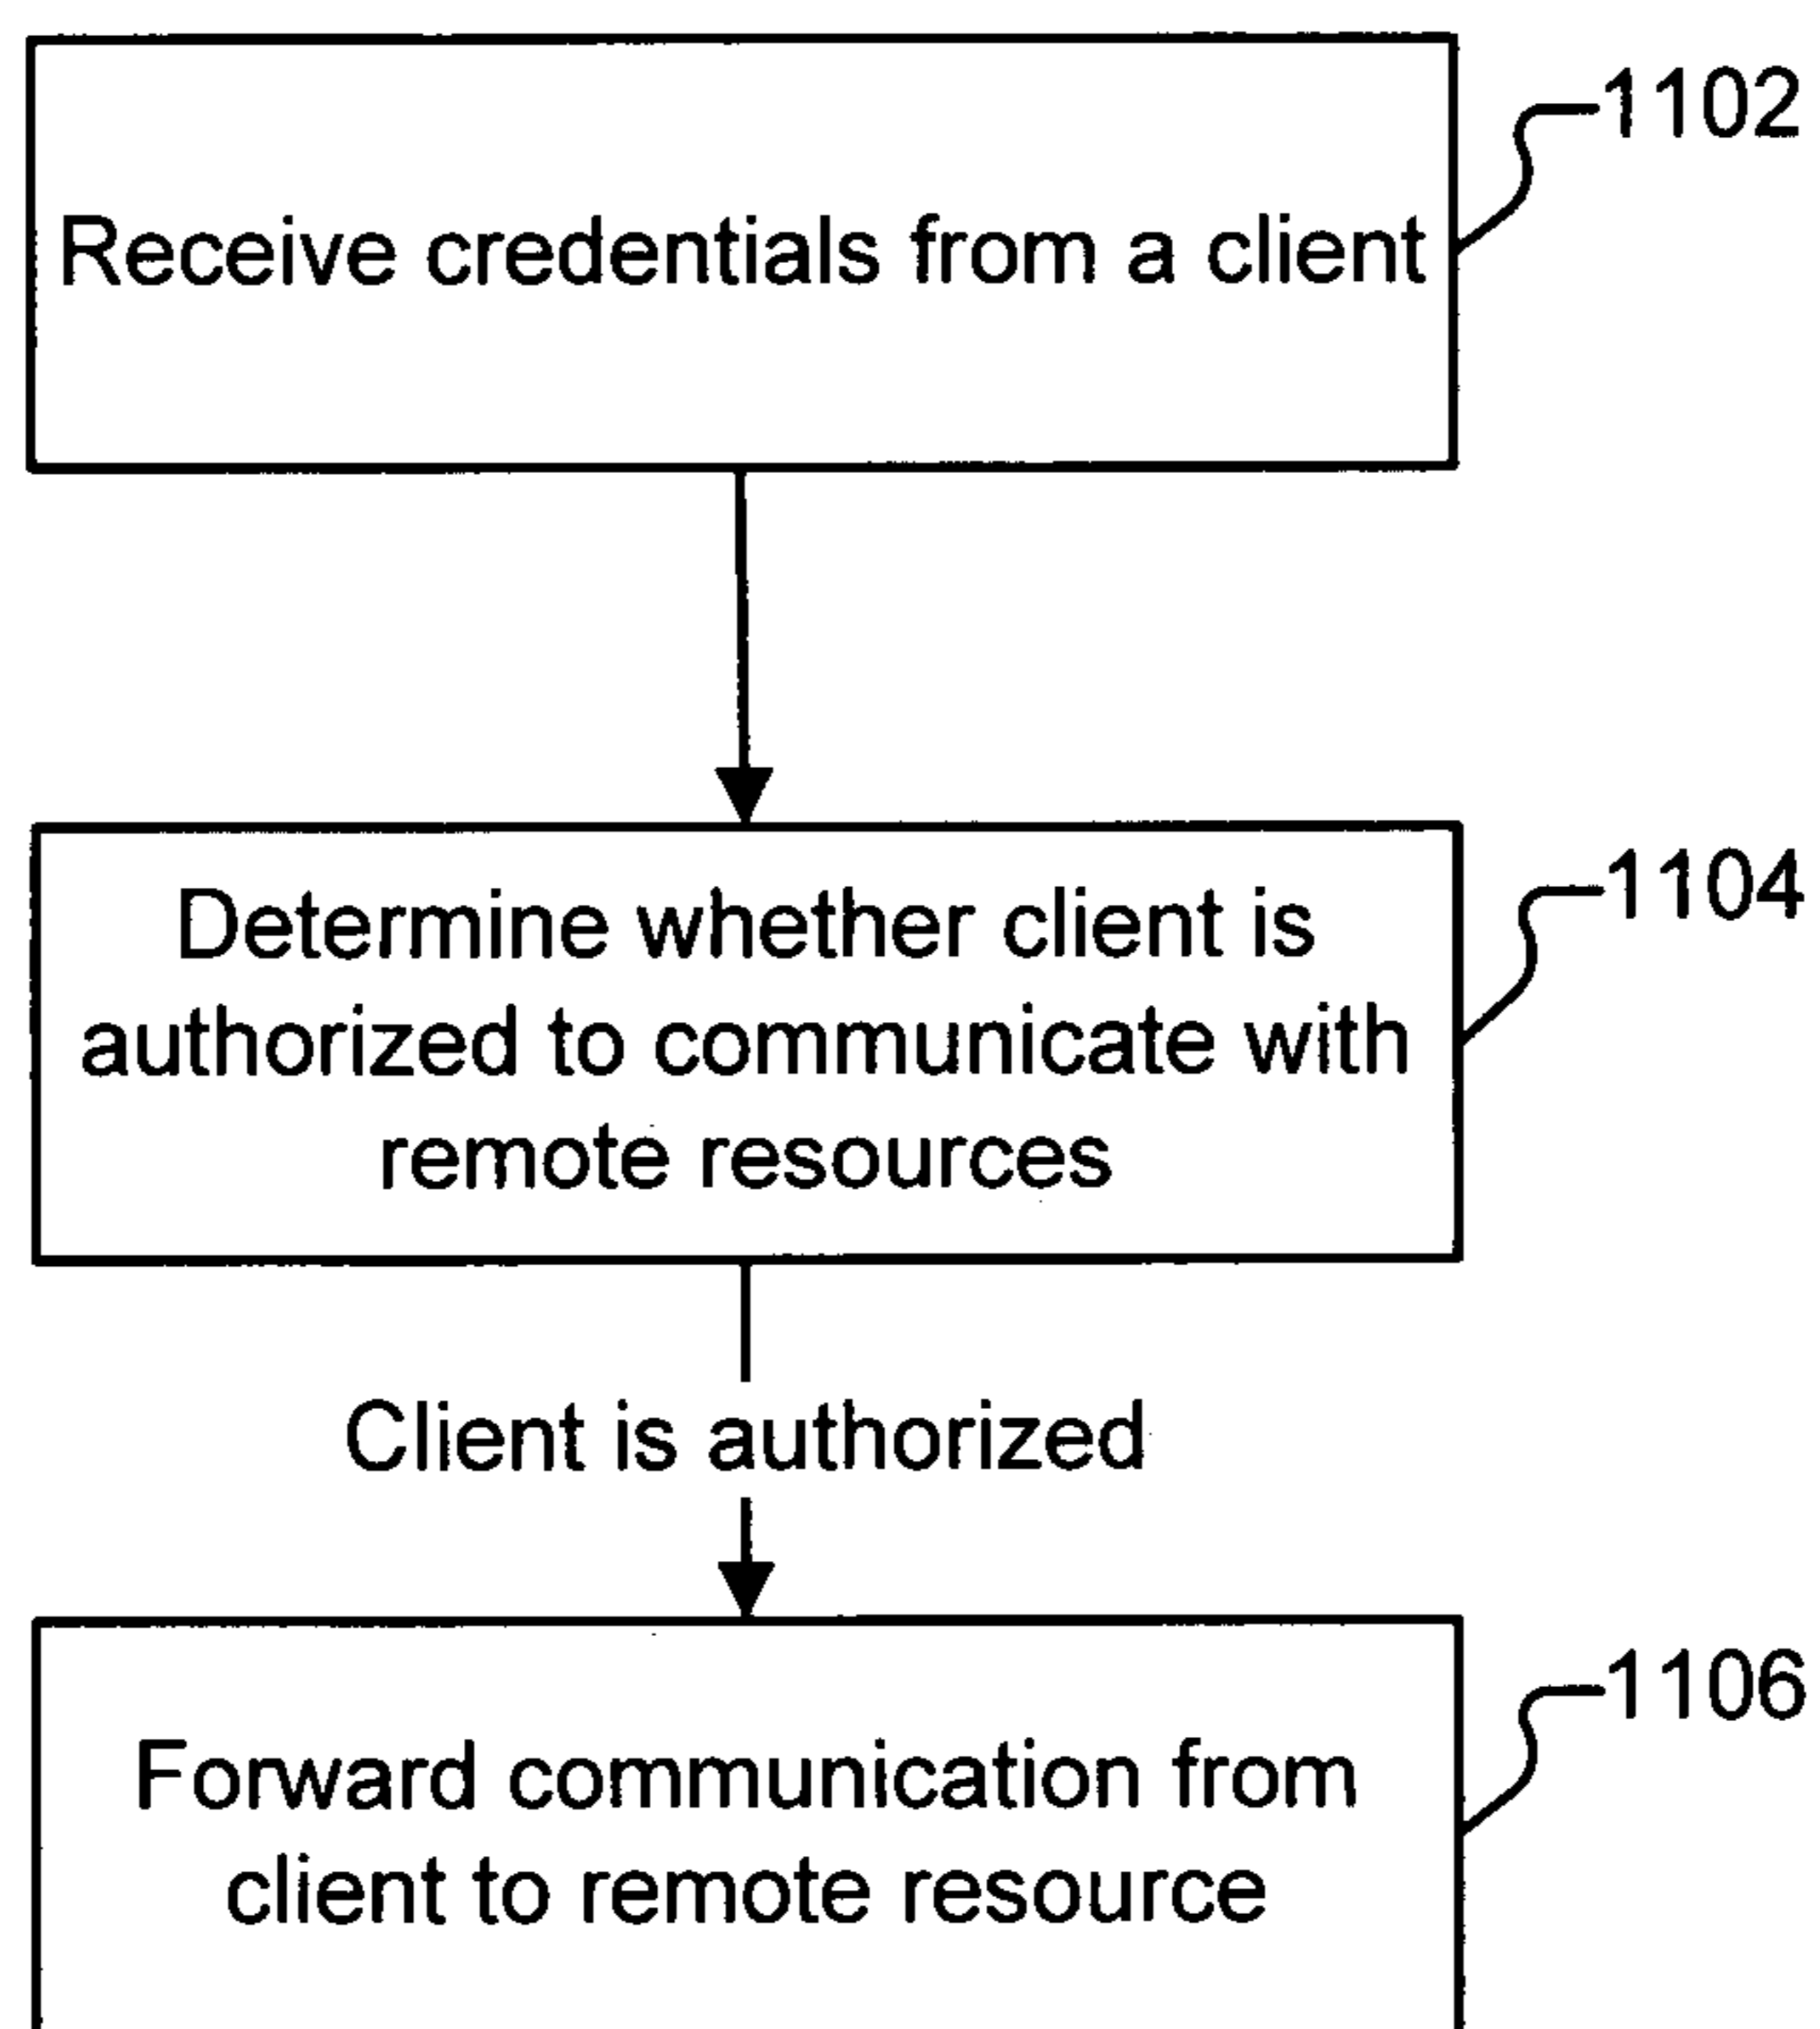 1102
Receive credentials from a client
1104
Determine whether client is
authorized to communicate with
remote resources
Client is authorized
1106
Forward communication from
client to remote resource